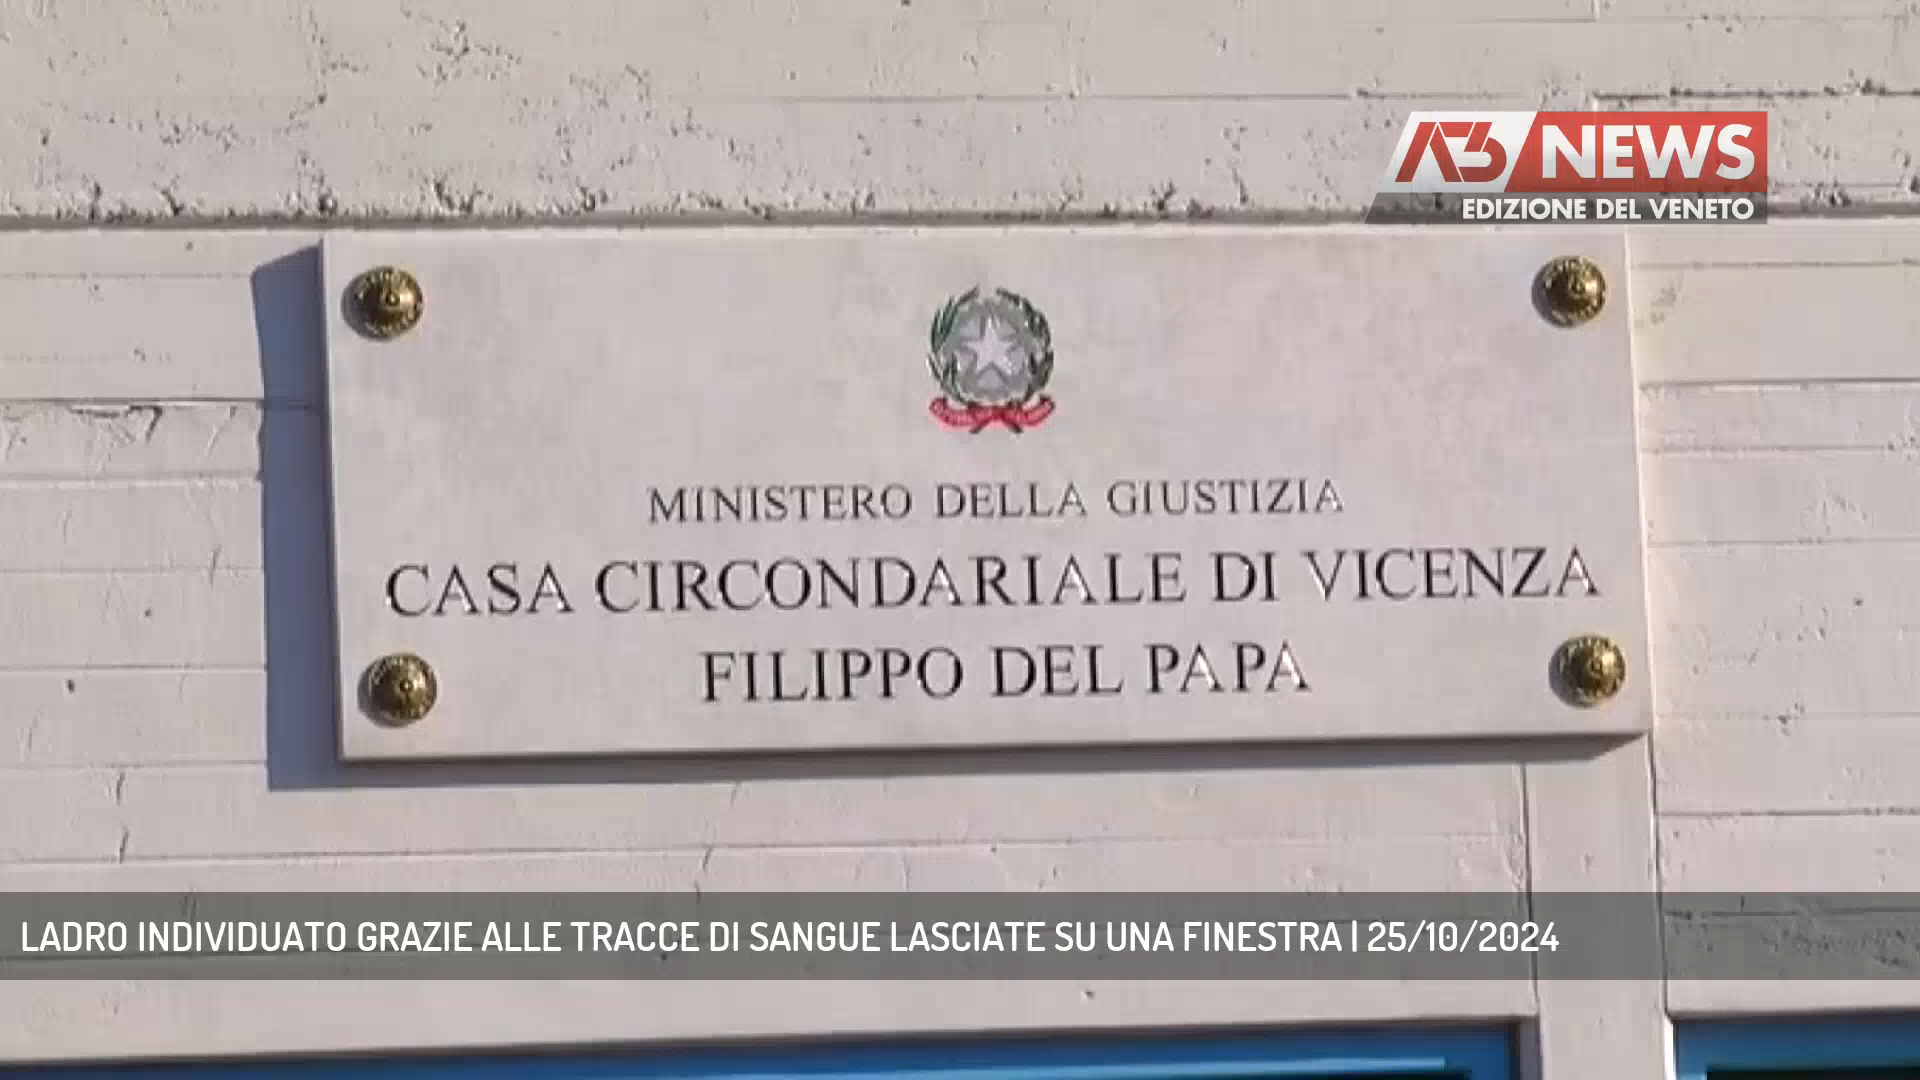 A3 NEWS
EDIZIONE DEL VENETO
MINISTERO DELLA GIUSTIZIA
CASA CIRCONDARIALE DI VICENZA
FILIPPO DEL PAPA
LADRO INDIVIDUATO GRAZIE ALLE TRACCE DI SANGUE LASCIATE SU UNA FINESTRA | 25/10/2024